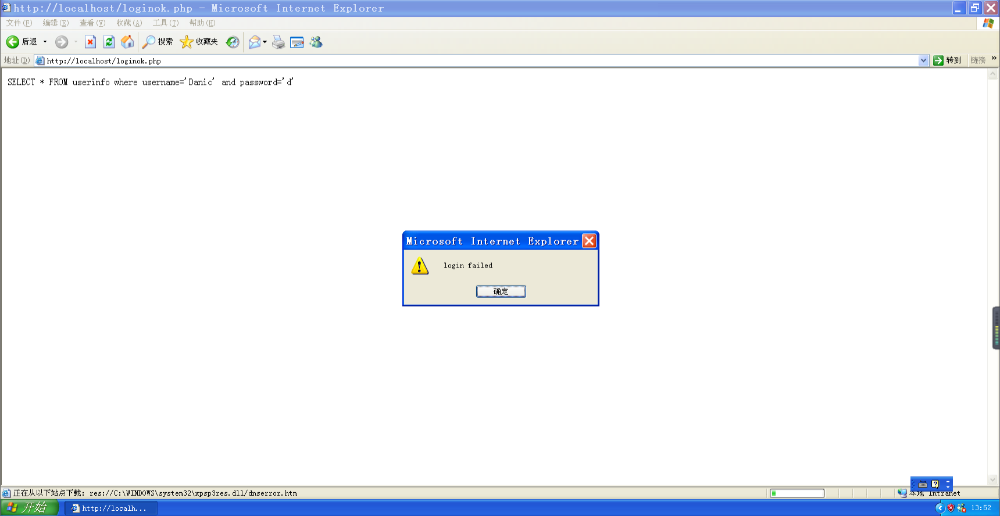 http://localhost/loginok.php - Microsoft Internet Explorer
文件(F) 编辑(E) 查看(V) 收藏(A) 工具(T) 帮助(H)
后退 搜索 收藏夹
地址(D) http://localhost/loginok.php 转到 链接 »
SELECT * FROM userinfo where username='Danic' and password='d'
Microsoft Internet Explorer
login failed
确定
正在从以下站点下载: res://C:\WINDOWS\system32\xpsp3res.dll/dnserror.htm 本地 Intranet
开始 http://localh... 13:52